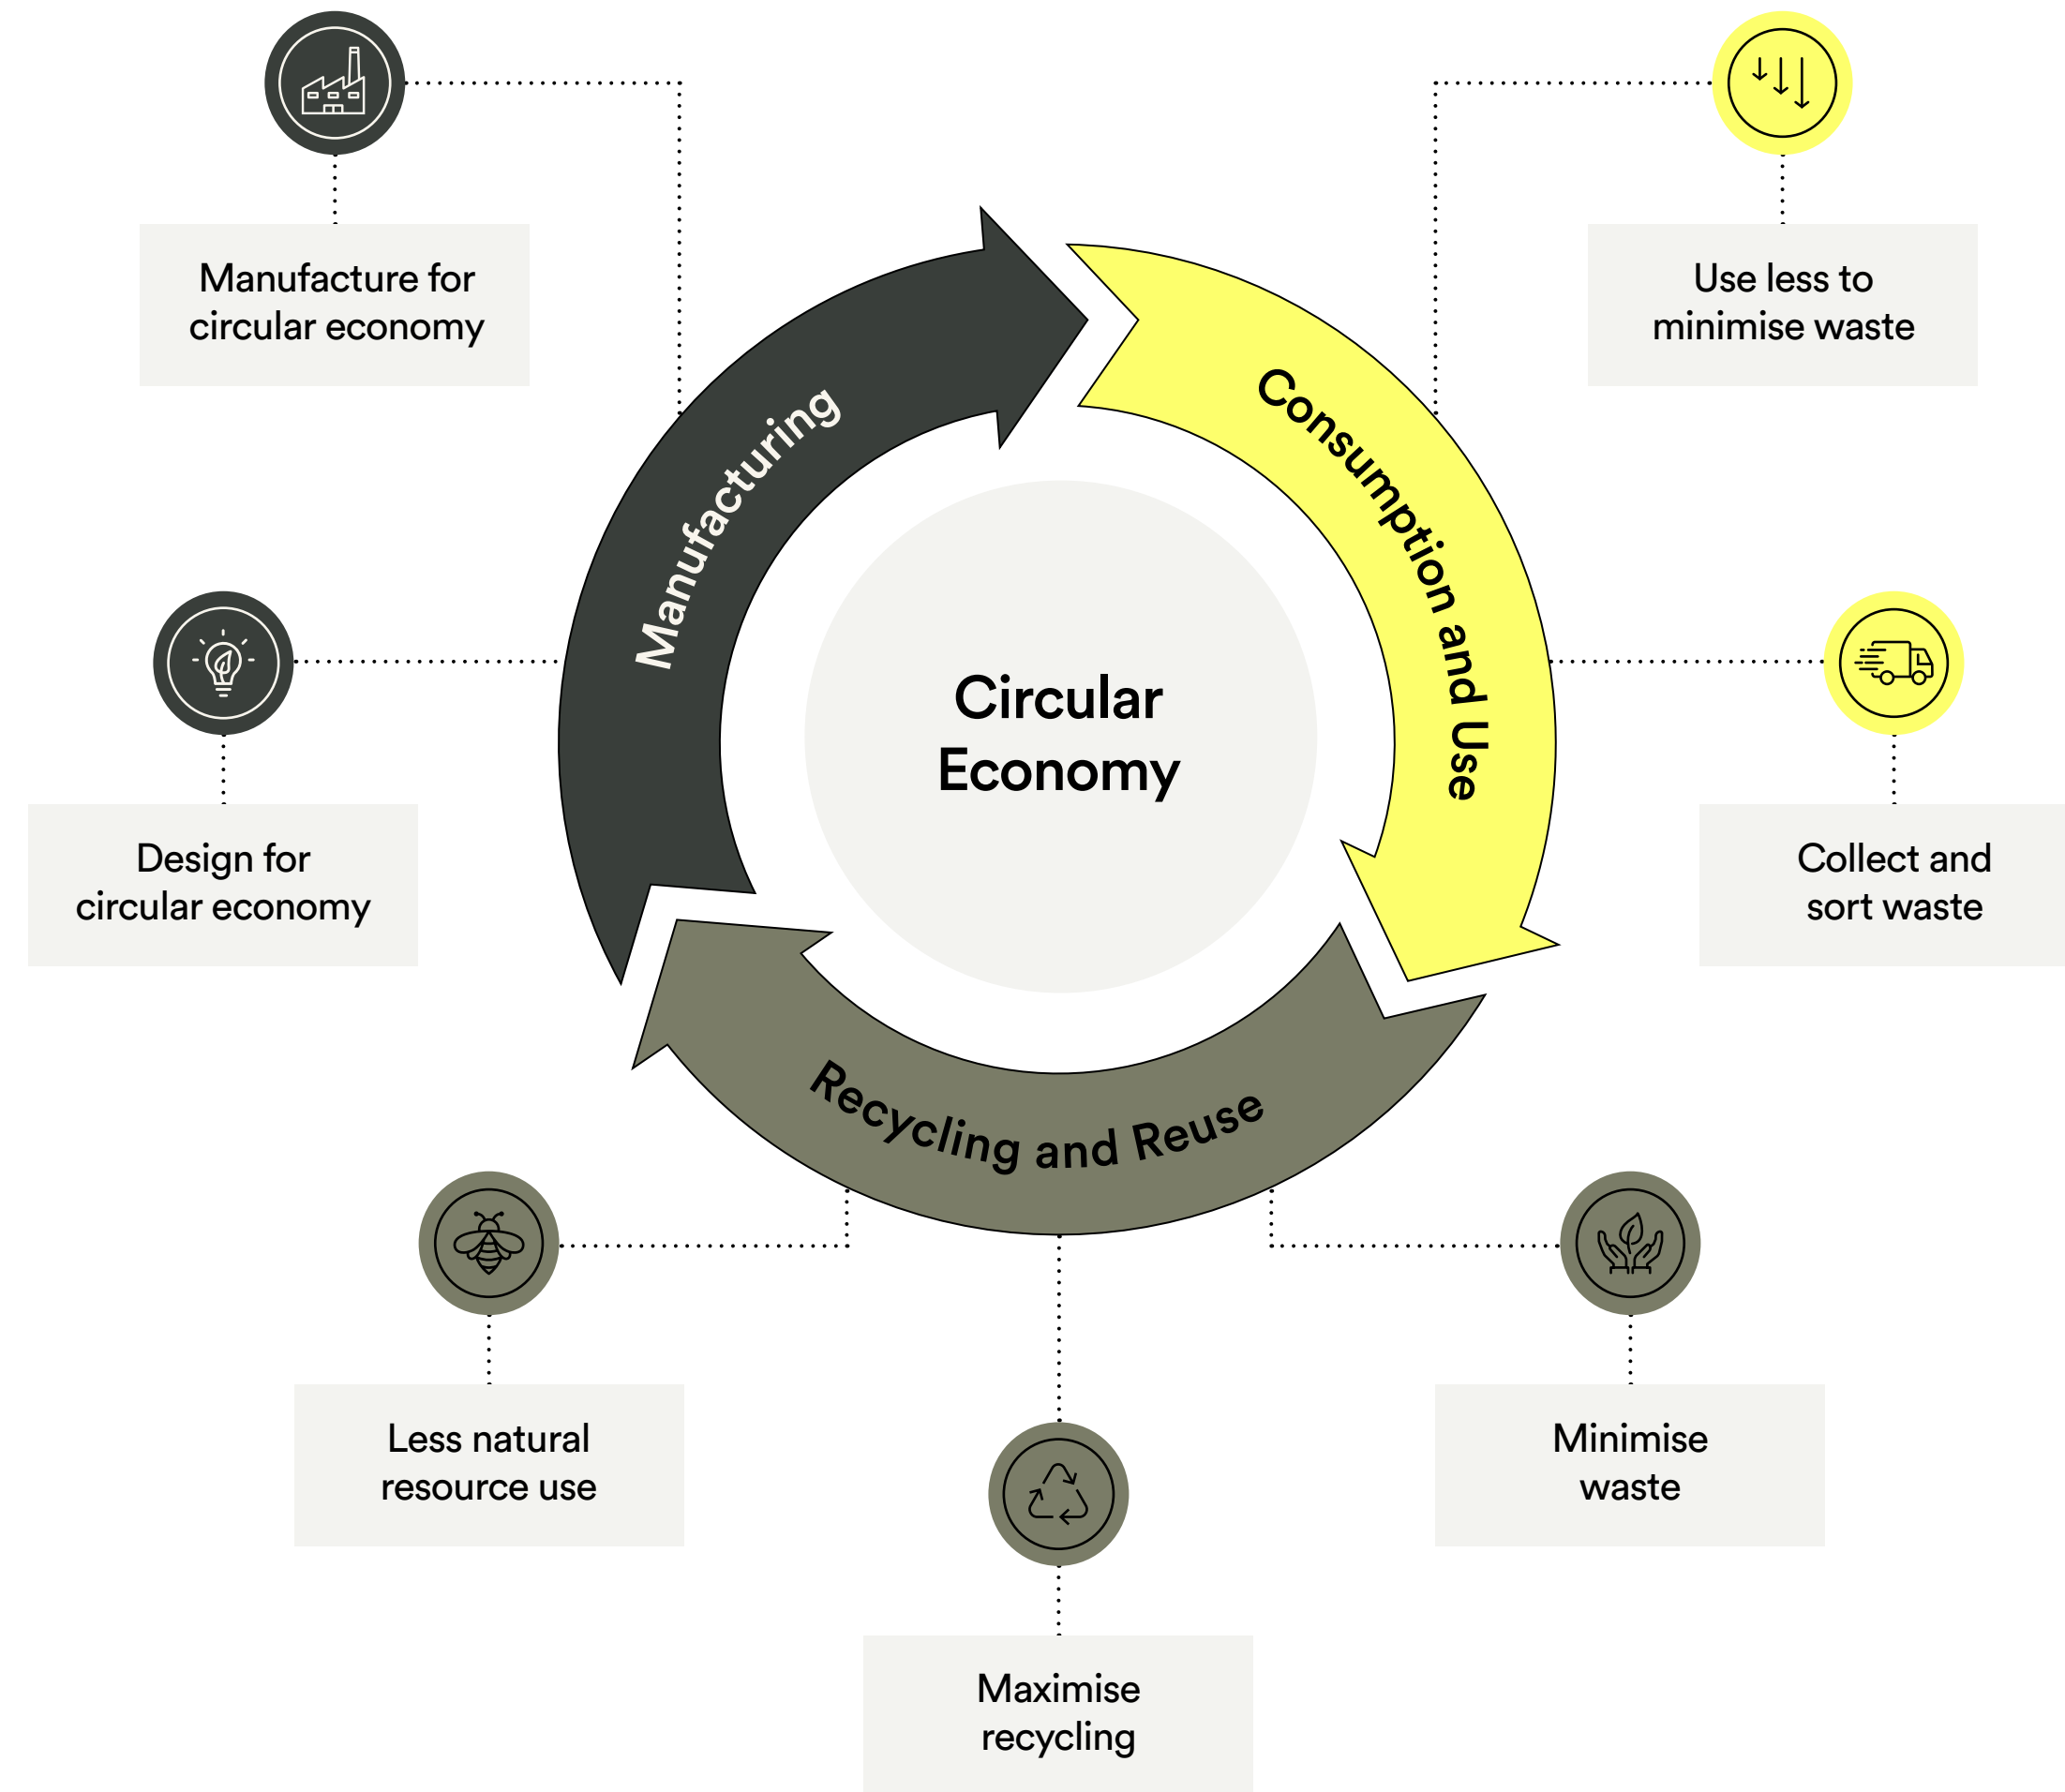 Manufacture for
circular economy
Use less to
minimise waste
Manufacturing
Consumption and Use
Circular
Economy
Design for
circular economy
Collect and
sort waste
Recycling and Reuse
Less natural
resource use
Minimise
waste
Maximise
recycling